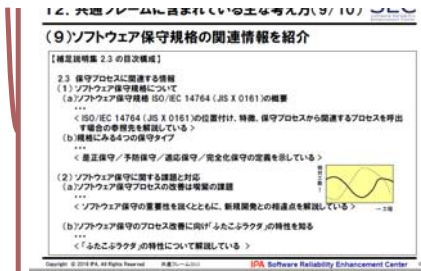 12. 共通フレームに含まれている主な考え方(9/10)
(9)ソフトウェア保守規格の関連情報を紹介
【補足説明集 2.3 の目次構成】
2.3 保守プロセスに関連する情報
(1)ソフトウェア保守規格について
(a)ソフトウェア保守規格 ISO/IEC 14764 (JIS X 0161)の概要
…
< ISO/IEC 14764 (JIS X 0161)の位置付け、特徴、保守プロセスから関連するプロセスを呼出
す場合の参照先を解説している >
(b)規格にみる4つの保守タイプ
…
< 是正保守/予防保守/適応保守/完全化保守の定義を示している >
(2)ソフトウェア保守に関する課題と対応
(a)ソフトウェア保守プロセスの改善は喫緊の課題
…
< ソフトウェア保守の重要性を説くとともに、新規開発との相違点を解説している >
→工程
(b)ソフトウェア保守のプロセス改善に向け「ふたこぶラクダ」の特性を知る
…
< 「ふたこぶラクダ」の特性について解説している >
Copyright © 2010 IPA, All Rights Reserved
IPA Software Reliability Enhancement Center